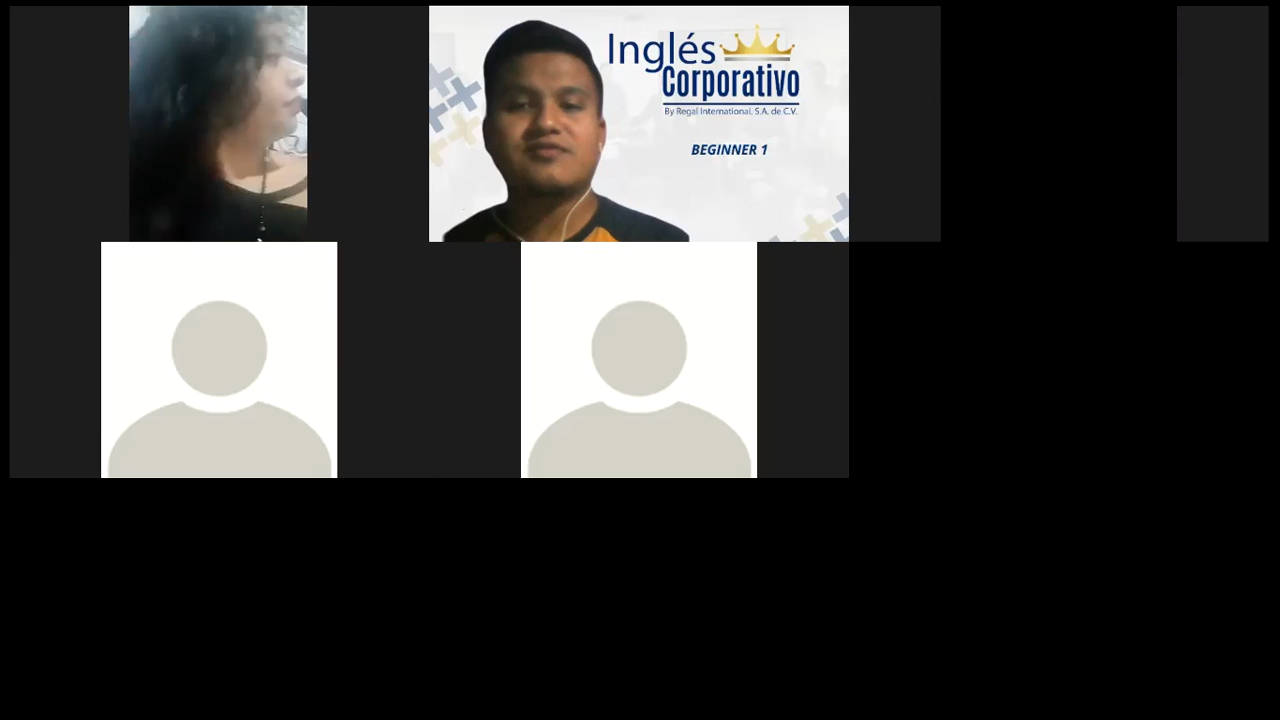 Inglés
Corporativo
By Regal International, S.A. de C.V.
BEGINNER 1